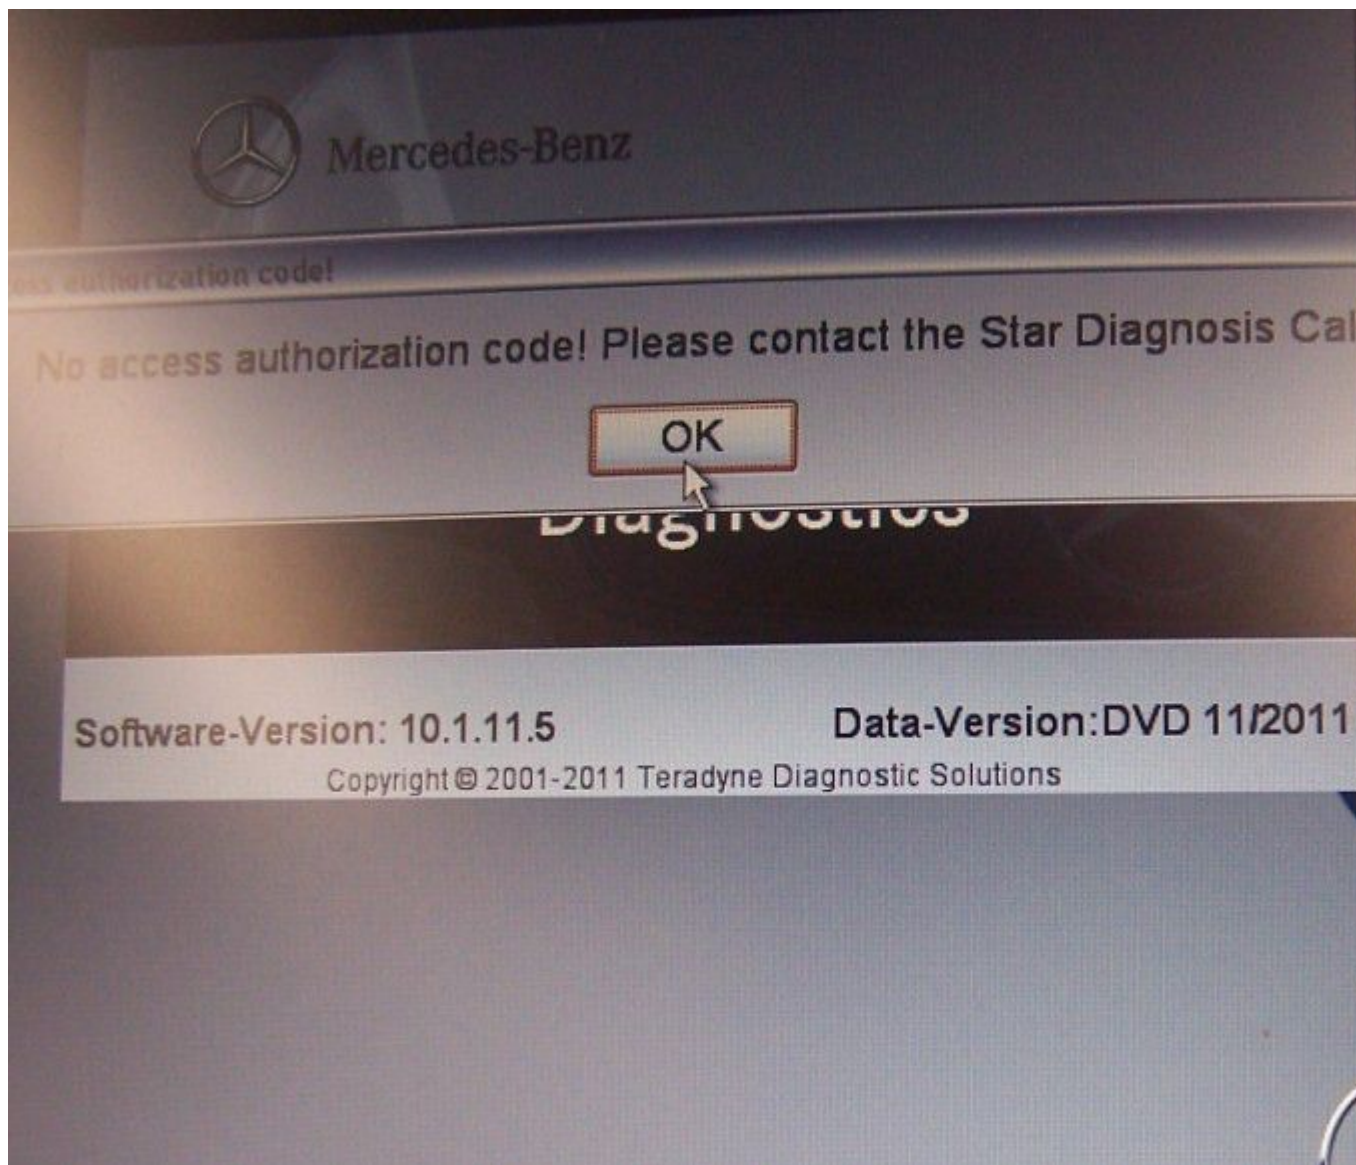 Mercedes-Benz
authorization code!
No access authorization code! Please contact the Star Diagnosis Cal
OK
Diagnostics
Software-Version: 10.1.11.5
Data-Version:DVD 11/2011
Copyright © 2001-2011 Teradyne Diagnostic Solutions